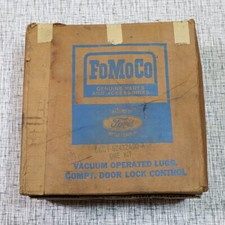 FoMoCo
GENUINE PARTS
AND ACCESSORIES
Ford
VACUUM OPERATED LUGG.
COMPT. DOOR LOCK CONTROL